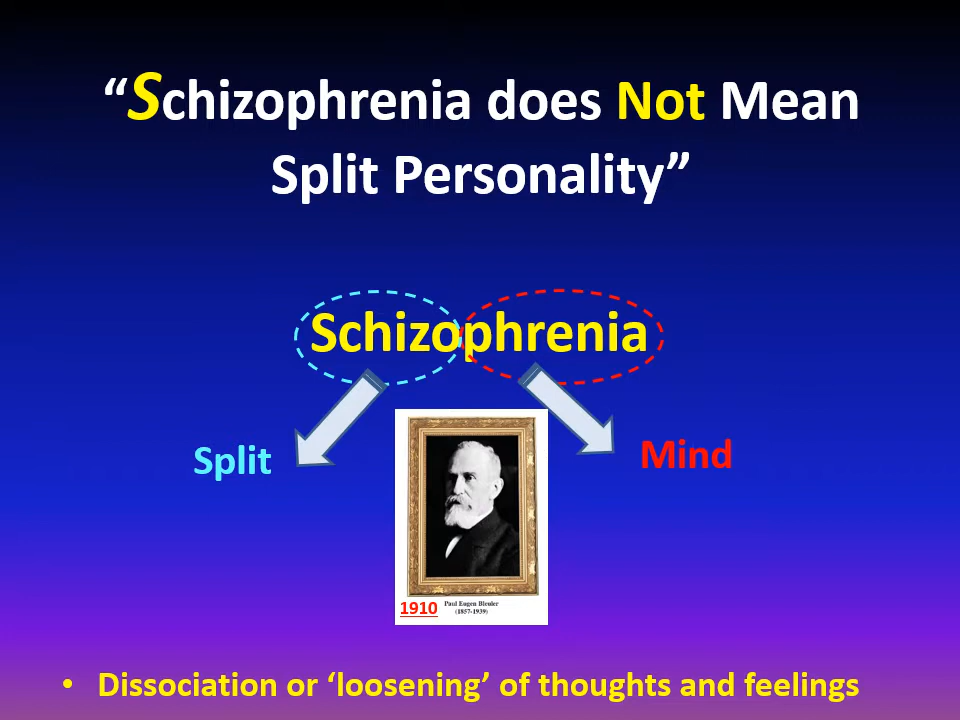 “Schizophrenia does Not Mean
Split Personality”
Schizophrenia
Split
Mind
1910
Paul Eugen Bleuler
(1857-1939)
• Dissociation or ‘loosening’ of thoughts and feelings